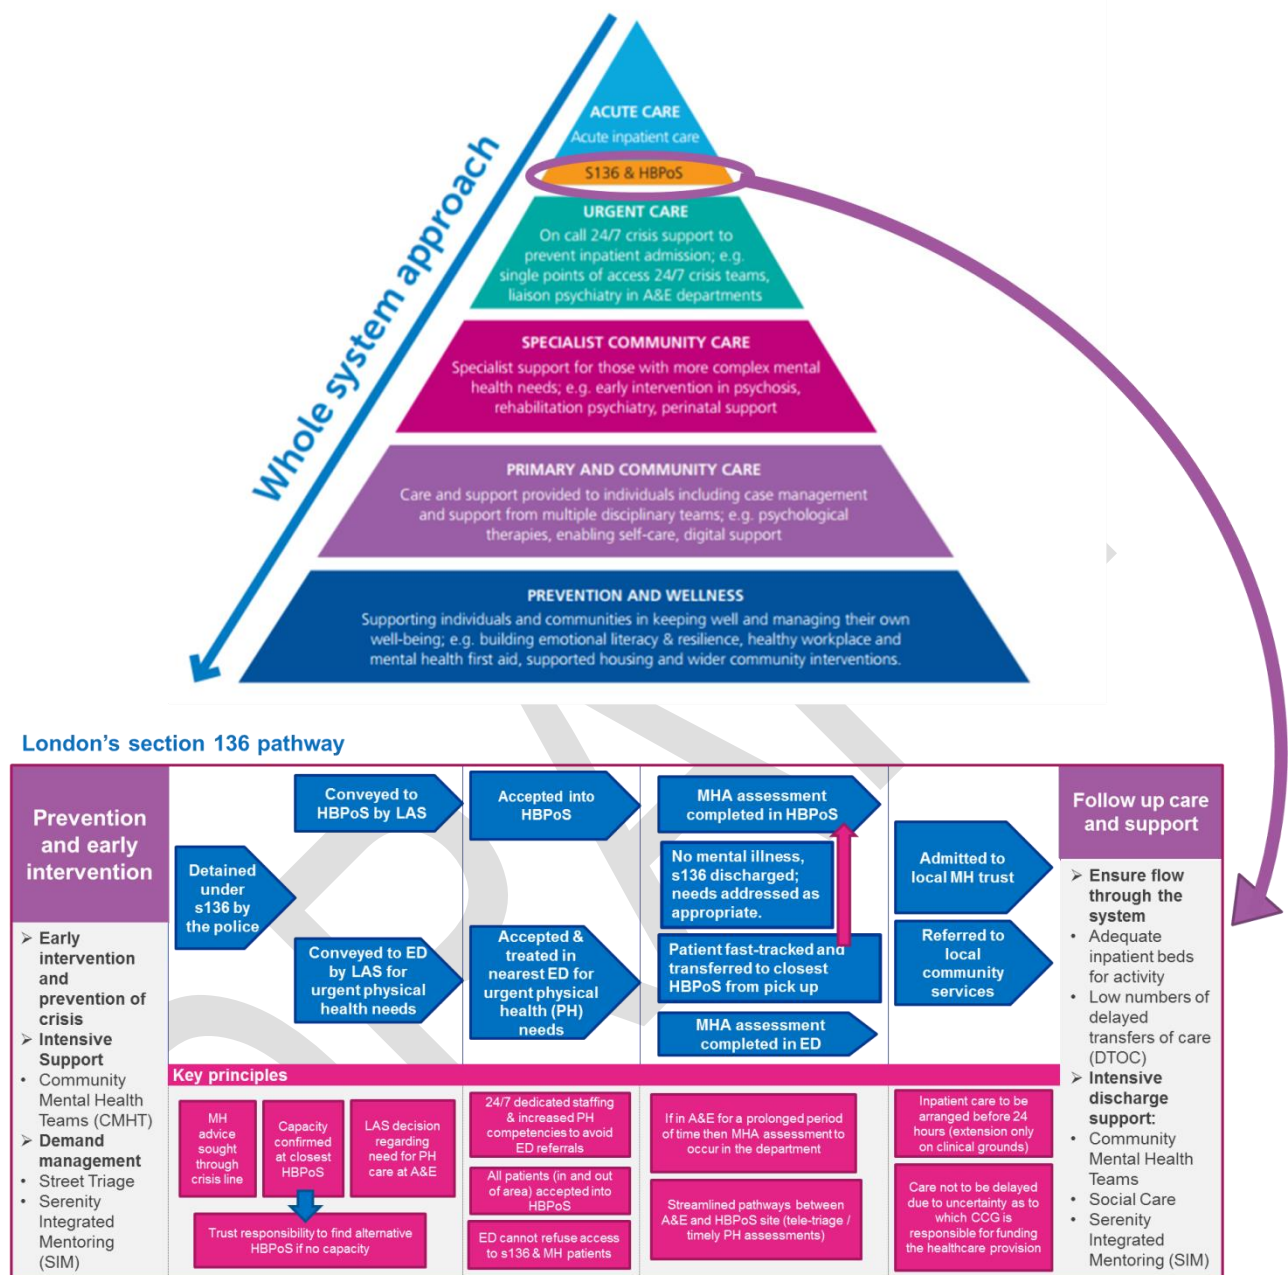 Whole system approach
ACUTE CARE
Acute inpatient care
S136 & HBPoS
URGENT CARE
On call 24/7 crisis support to
prevent inpatient admission; e.g.
single points of access 24/7 crisis teams,
liaison psychiatry in A&E departments
SPECIALIST COMMUNITY CARE
Specialist support for those with more complex mental
health needs; e.g. early intervention in psychosis,
rehabilitation psychiatry, perinatal support
PRIMARY AND COMMUNITY CARE
Care and support provided to individuals including case management
and support from multiple disciplinary teams; e.g. psychological
therapies, enabling self-care, digital support
PREVENTION AND WELLNESS
Supporting individuals and communities in keeping well and managing their own
well-being; e.g. building emotional literacy & resilience, healthy workplace and
mental health first aid, supported housing and wider community interventions.
London's section 136 pathway
Prevention
and early
intervention
➢ Early
intervention
and
prevention of
crisis
➢ Intensive
Support
• Community
Mental Health
Teams (CMHT)
➢ Demand
management
• Street Triage
• Serenity
Integrated
Mentoring
(SIM)
Detained
under
s136 by
the police
Conveyed to
HBPoS by LAS
Conveyed to ED
by LAS for
urgent physical
health needs
Accepted into
HBPoS
Accepted &
treated in
nearest ED for
urgent physical
health (PH)
needs
MHA assessment
completed in HBPoS
No mental illness,
s136 discharged;
needs addressed as
appropriate.
Patient fast-tracked and
transferred to closest
HBPoS from pick up
MHA assessment
completed in ED
Admitted to
local MH trust
Referred to
local
community
services
Key principles
MH
advice
sought
through
crisis line
Capacity
confirmed
at closest
HBPoS
LAS decision
regarding
need for PH
care at A&E
Trust responsibility to find alternative
HBPoS if no capacity
24/7 dedicated staffing
& increased PH
competencies to avoid
ED referrals
All patients (in and out
of area) accepted into
HBPoS
ED cannot refuse access
to s136 & MH patients
If in A&E for a prolonged period
of time then MHA assessment to
occur in the department
Streamlined pathways between
A&E and HBPoS site (tele-triage /
timely PH assessments)
Inpatient care to be
arranged before 24
hours (extension only
on clinical grounds)
Care not to be delayed
due to uncertainty as to
which CCG is
responsible for funding
the healthcare provision
Follow up care
and support
➢ Ensure flow
through the
system
• Adequate
inpatient beds
for activity
• Low numbers of
delayed
transfers of care
(DTOC)
➢ Intensive
discharge
support:
• Community
Mental Health
Teams
• Social Care
• Serenity
Integrated
Mentoring (SIM)
DRAFT